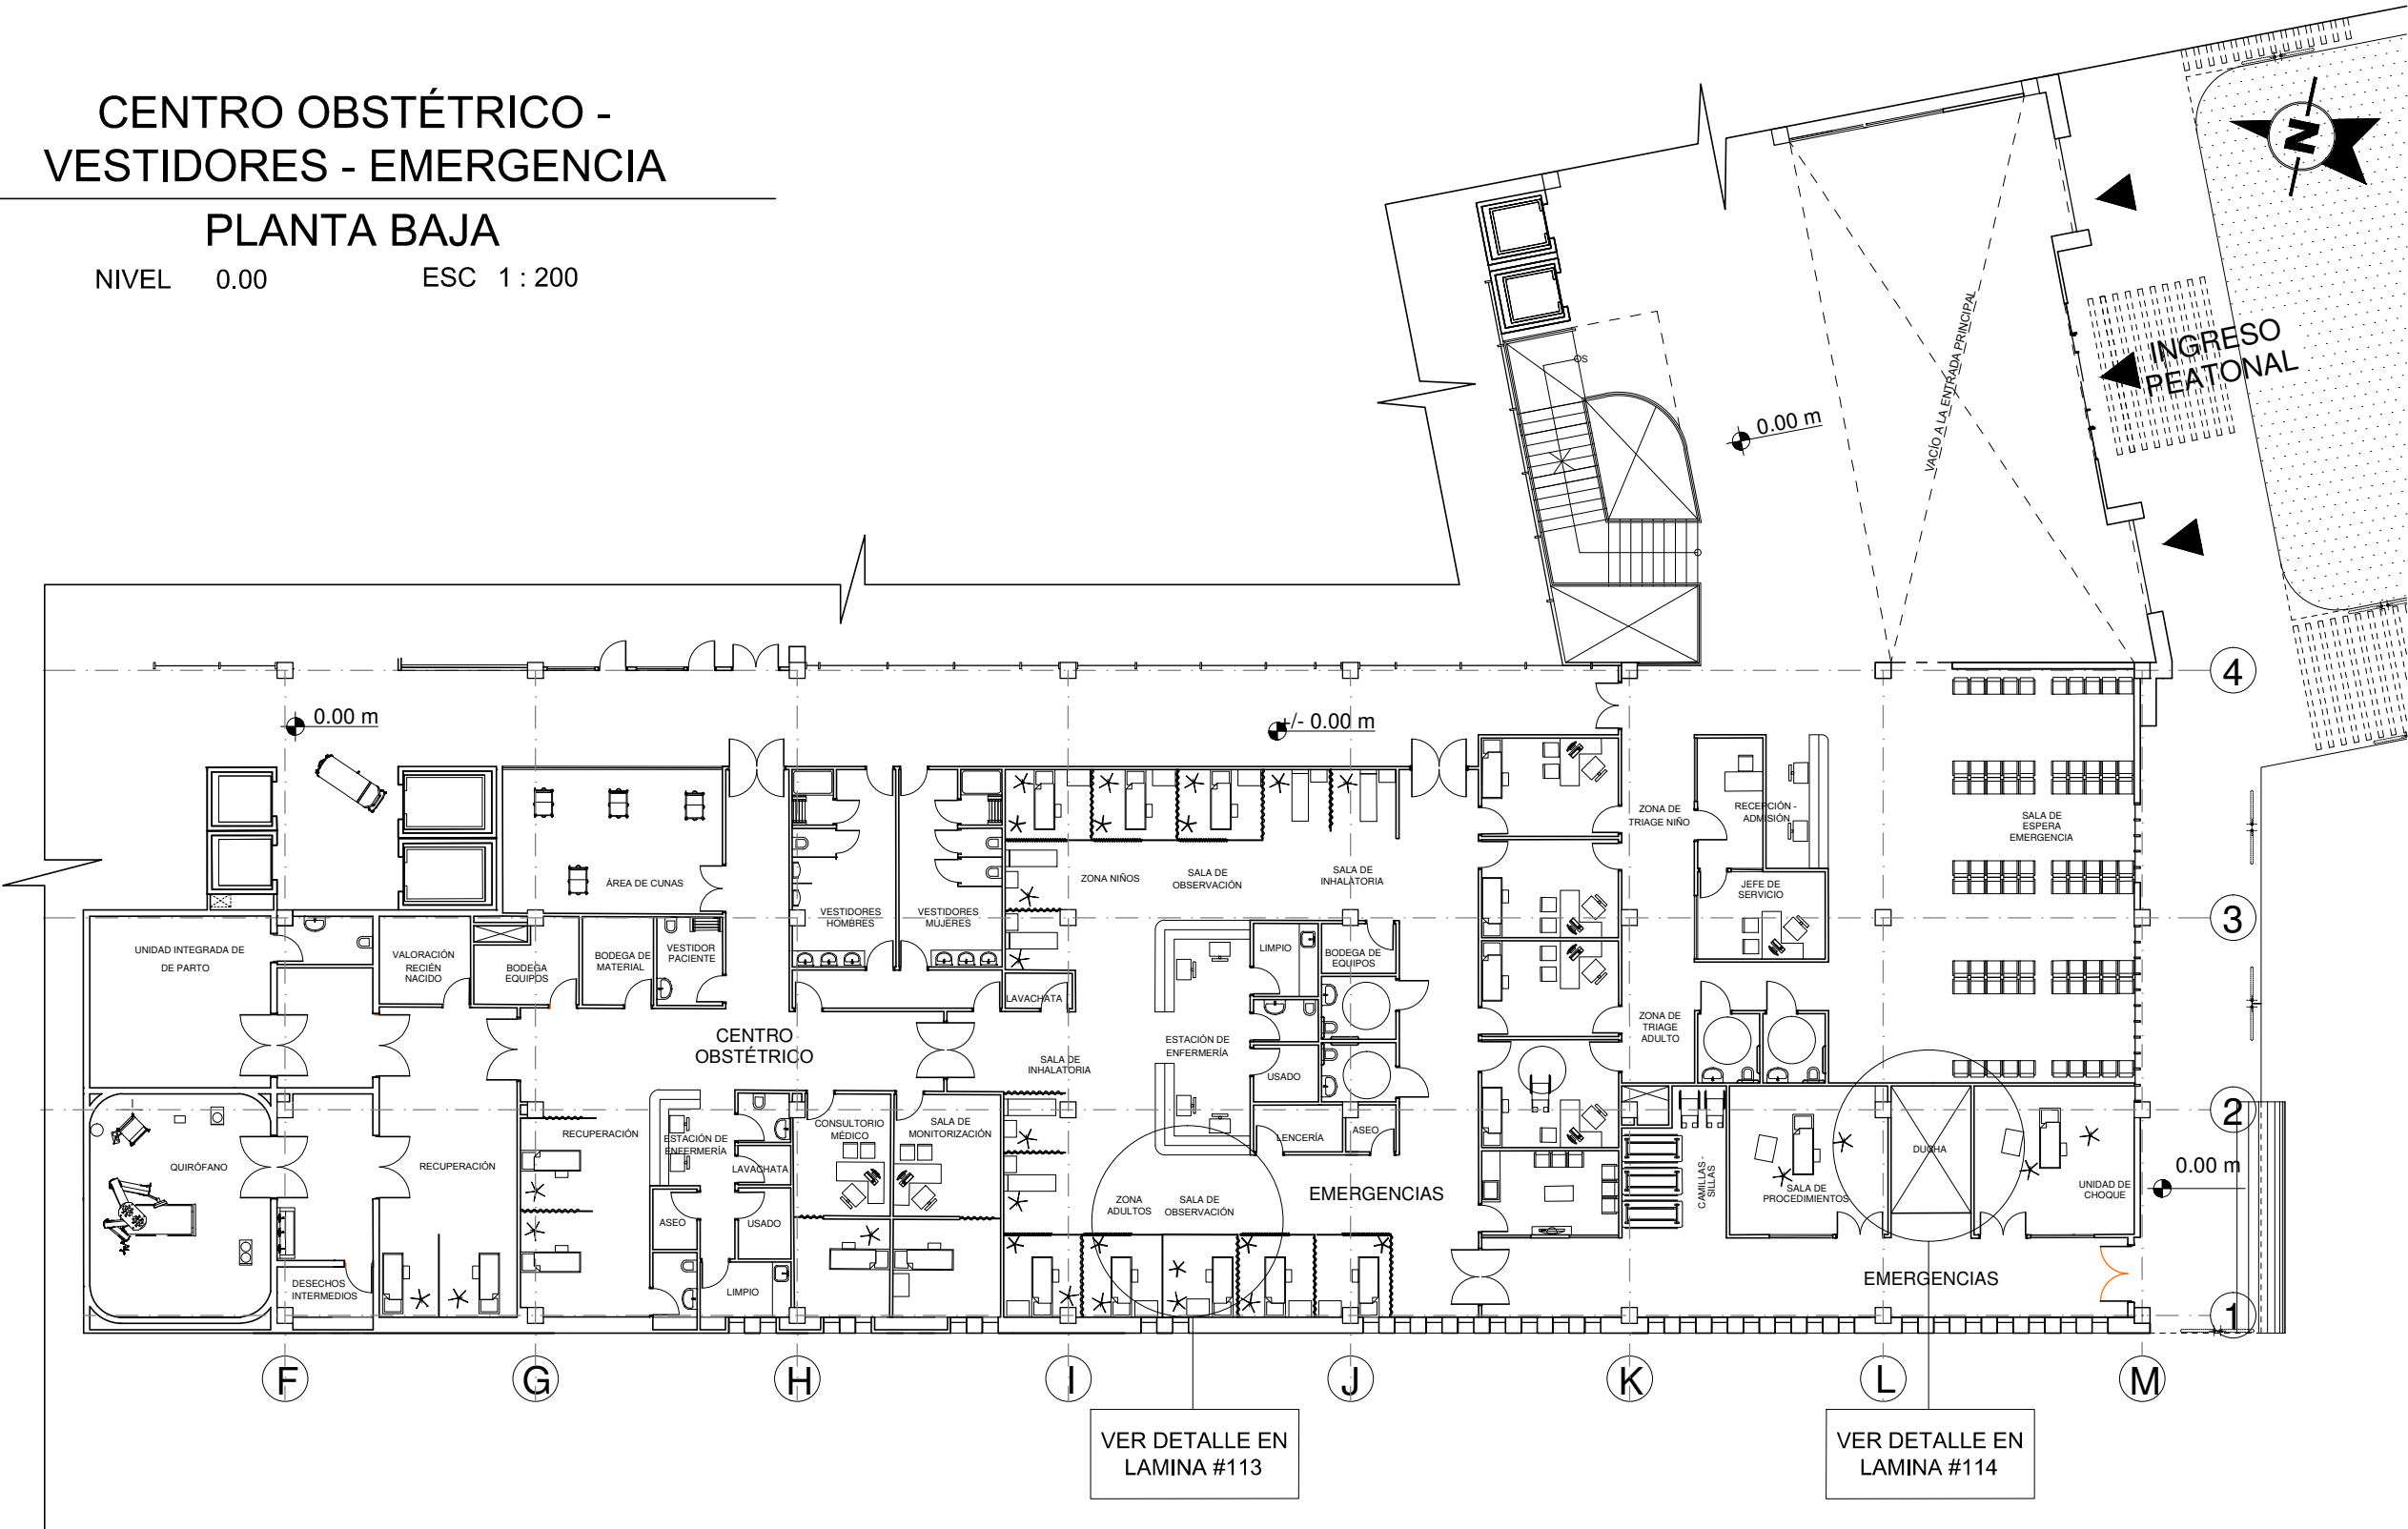 CENTRO OBSTÉTRICO -
VESTIDORES - EMERGENCIA
PLANTA BAJA
NIVEL 0.00 ESC 1 : 200
N
INGRESO
PEATONAL
VACÍO A LA ENTRADA PRINCIPAL
S
0.00 m
4
0.00 m
+/- 0.00 m
ÁREA DE CUNAS
VESTIDORES
HOMBRES
VESTIDORES
MUJERES
ZONA NIÑOS
SALA DE
OBSERVACIÓN
SALA DE
INHALATORIA
ZONA DE
TRIAGE NIÑO
RECEPCIÓN -
ADMISIÓN
SALA DE
ESPERA
EMERGENCIA
JEFE DE
SERVICIO
3
UNIDAD INTEGRADA DE
DE PARTO
VALORACIÓN
RECIÉN
NACIDO
BODEGA
EQUIPOS
BODEGA DE
MATERIAL
VESTIDOR
PACIENTE
LIMPIO
BODEGA DE
EQUIPOS
LAVACHATA
CENTRO
OBSTÉTRICO
SALA DE
INHALATORIA
ESTACIÓN DE
ENFERMERÍA
USADO
ZONA DE
TRIAGE
ADULTO
2
QUIRÓFANO
RECUPERACIÓN
RECUPERACIÓN
ESTACIÓN DE
ENFERMERÍA
LAVACHATA
CONSULTORIO
MÉDICO
SALA DE
MONITORIZACIÓN
LENCERÍA
ASEO
DUCHA
CAMILLAS -
SILLAS
SALA DE
PROCEDIMIENTOS
UNIDAD DE
CHOQUE
0.00 m
ASEO
USADO
ZONA
ADULTOS
SALA DE
OBSERVACIÓN
EMERGENCIAS
DESECHOS
INTERMEDIOS
LIMPIO
EMERGENCIAS
1
F G H I J K L M
VER DETALLE EN
LAMINA #113
VER DETALLE EN
LAMINA #114